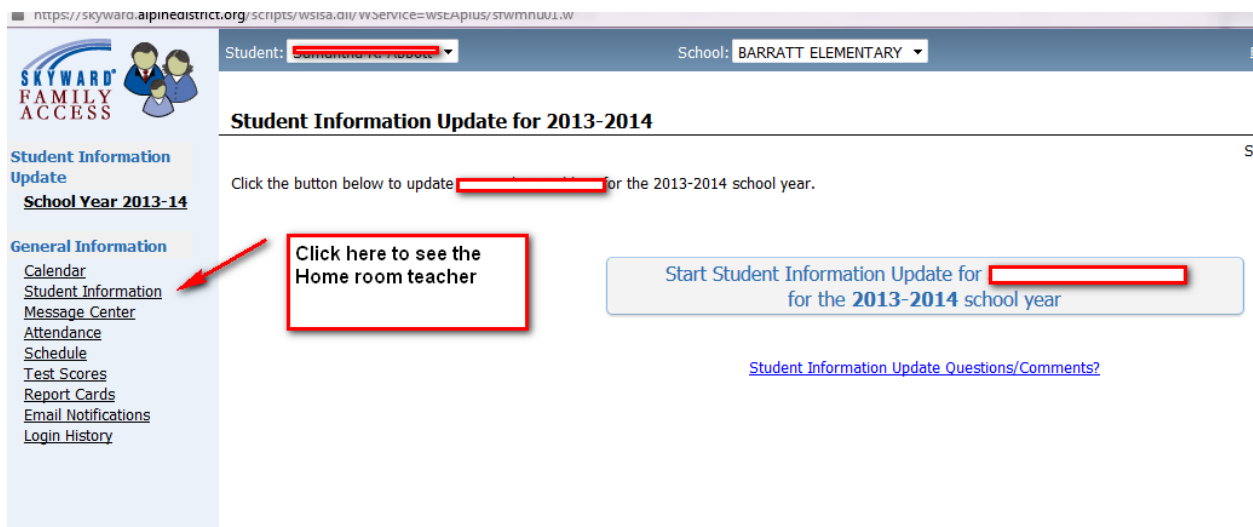 https://skyward.alpinedistrict.org/scripts/wsisa.dll/WService=wsEAplus/sfwmnu01.w
SKYWARD®
FAMILY
ACCESS
Student: School: BARRATT ELEMENTARY
Student Information Update for 2013-2014
S
Student Information
Update
School Year 2013-14
Click the button below to update for the 2013-2014 school year.
General Information
Calendar
Student Information
Message Center
Attendance
Schedule
Test Scores
Report Cards
Email Notifications
Login History
Click here to see the
Home room teacher
Start Student Information Update for
for the 2013-2014 school year
Student Information Update Questions/Comments?